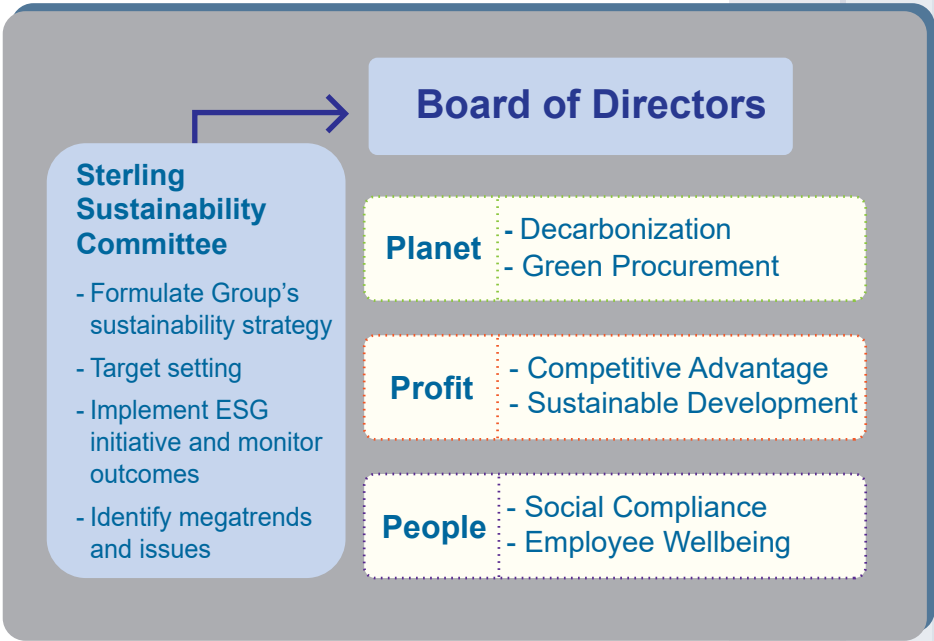 Board of Directors
Sterling
Sustainability
Committee
- Formulate Group’s
sustainability strategy
- Target setting
- Implement ESG
initiative and monitor
outcomes
- Identify megatrends
and issues
Planet
- Decarbonization
- Green Procurement
Profit
- Competitive Advantage
- Sustainable Development
People
- Social Compliance
- Employee Wellbeing